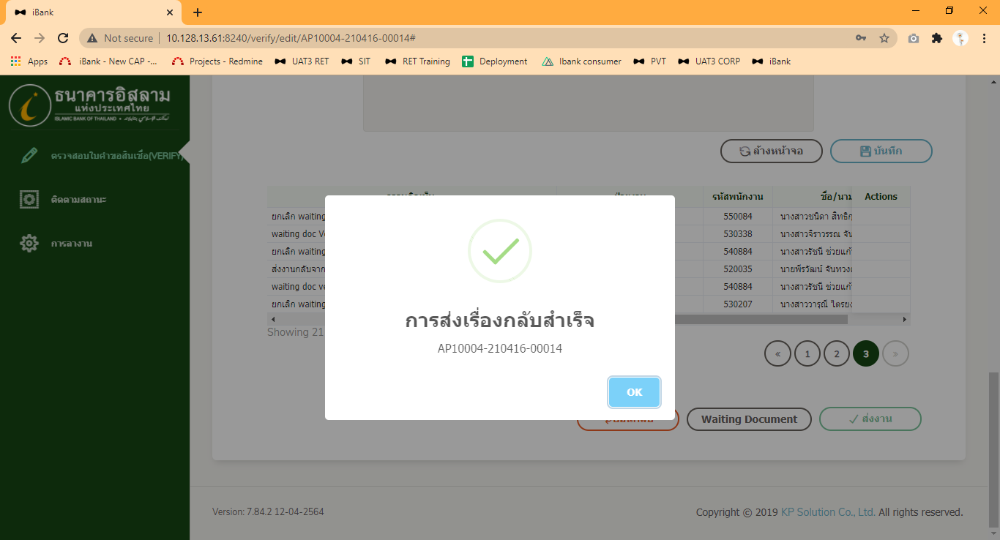 iBank
Not secure
10.128.13.61:8240/verify/edit/AP10004-210416-00014#
Apps
iBank - New CAP -...
Projects - Redmine
UAT3 RET
SIT
RET Training
Deployment
Ibank consumer
PVT
UAT3 CORP
iBank
ธนาคารอิสลาม
แห่งประเทศไทย
ISLAMIC BANK OF THAILAND
ตรวจสอบใบคำขอสินเชื่อ(VERIFY)
ติดตามสถานะ
การลางาน
ล้างหน้าจอ
บันทึก
รหัสพนักงาน
ชื่อ/นาม
Actions
ยกเลิก waiting
550084
นางสาวชนิดา
waiting doc
530338
นางสาวจิราวรรณ
ยกเลิก waiting
540884
นางสาวรัชนี ช่วยแก้
ส่งงานกลับจาก
520035
นายพีรวัฒน์ จันทวง
waiting doc
540884
นางสาวรัชนี ช่วยแก้
ยกเลิก waiting
530207
นางสาววารุณี ไตรยง
Showing 21
«
1
2
3
»
การส่งเรื่องกลับสำเร็จ
AP10004-210416-00014
OK
Waiting Document
ส่งงาน
Version: 7.84.2 12-04-2564
Copyright © 2019 KP Solution Co., Ltd. All rights reserved.